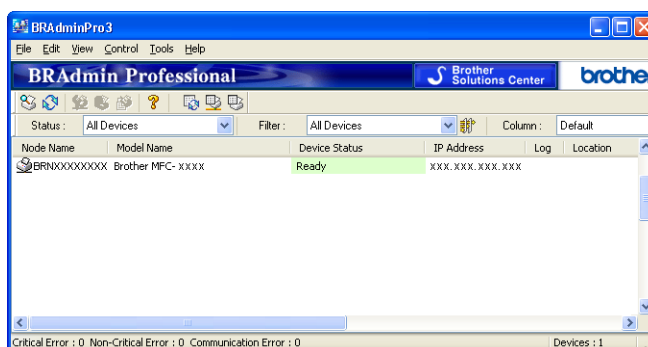 BRAdminPro3
File Edit View Control Tools Help
BRAdmin Professional Brother Solutions Center brothe
?
Status : All Devices Filter : All Devices Column : Default
Node Name Model Name Device Status IP Address Log Location
BRNXXXXXXXX Brother MFC- XXXX Ready XXX.XXX.XXX.XXX
Critical Error : 0 Non-Critical Error : 0 Communication Error : 0 Devices : 1